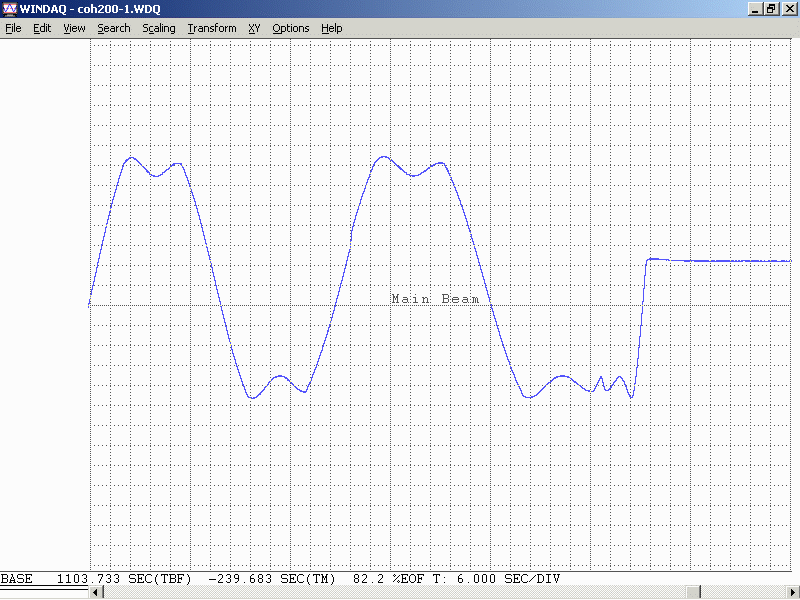 WINDAQ - coh200-1.WDQ
File Edit View Search Scaling Transform XY Options Help
Main Beam
BASE 1103.733 SEC(TBF) -239.683 SEC(TM) 82.2 %EOF T: 6.000 SEC/DIV